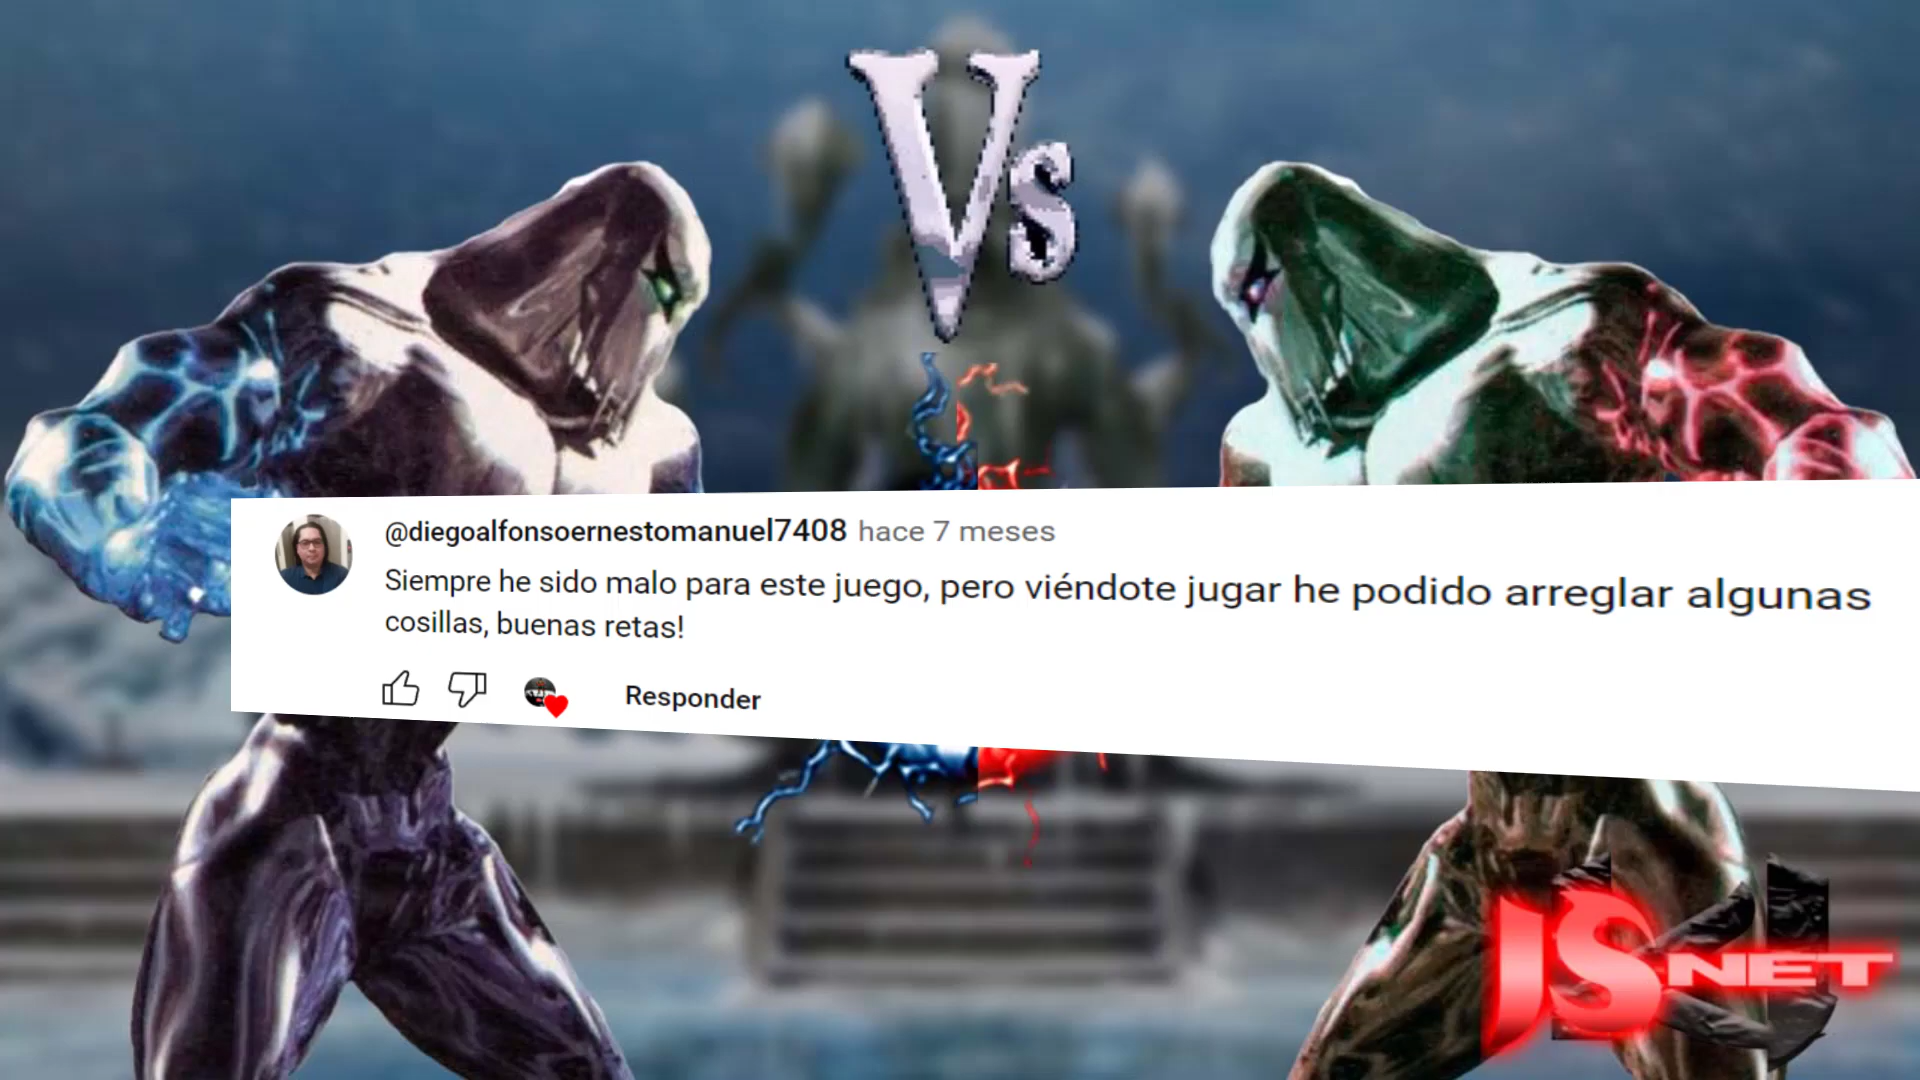 Vs
@diegoalfonsoernestomanuel7408 hace 7 meses
Siempre he sido malo para este juego, pero viéndote jugar he podido arreglar algunas
cosillas, buenas retas!
Responder
JS NET